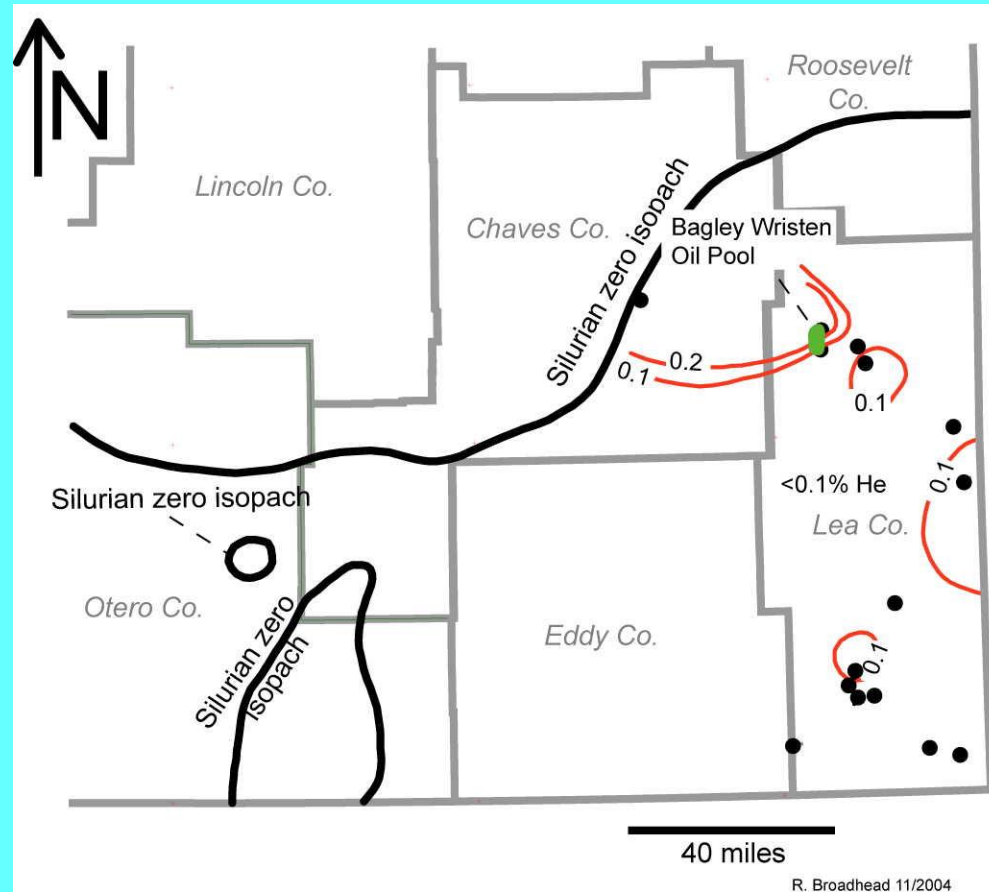 N
Roosevelt
Co.
Lincoln Co.
Chaves Co.
Silurian zero isopach
Bagley Wristen
Oil Pool
0.2
0.1
0.1
0.1
<0.1% He
Lea Co.
Silurian zero isopach
Otero Co.
Silurian zero
isopach
Eddy Co.
0.1
40 miles
R. Broadhead 11/2004